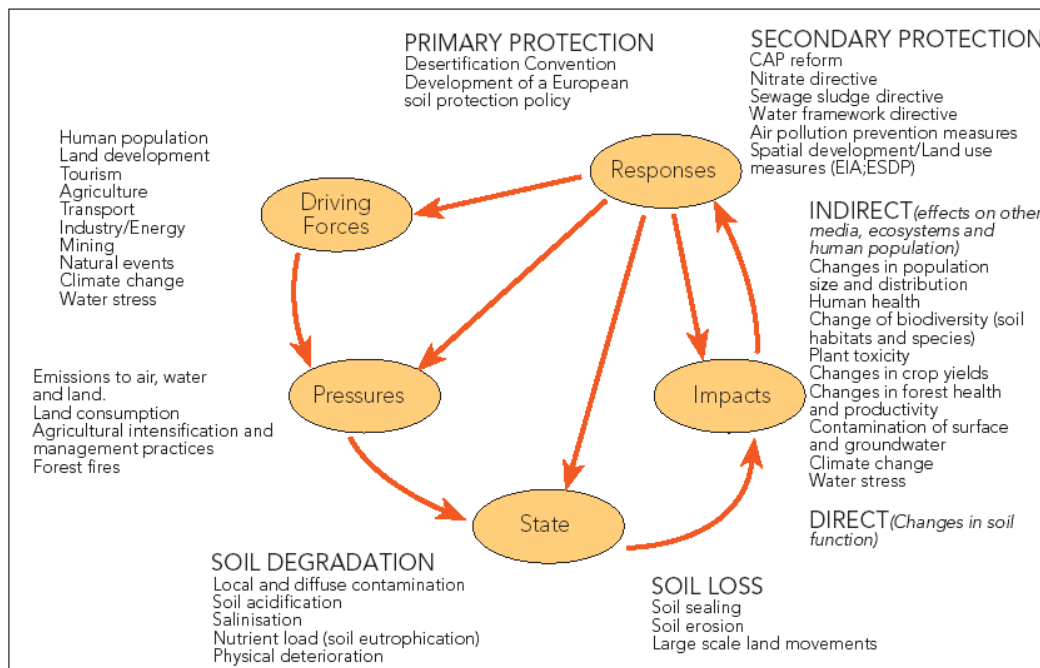 PRIMARY PROTECTION
Desertification Convention
Development of a European
soil protection policy
SECONDARY PROTECTION
CAP reform
Nitrate directive
Sewage sludge directive
Water framework directive
Air pollution prevention measures
Spatial development/Land use
measures (EIA;ESDP)
Human population
Land development
Tourism
Agriculture
Transport
Industry/Energy
Mining
Natural events
Climate change
Water stress
Driving
Forces
Responses
INDIRECT(effects on other
media, ecosystems and
human population)
Changes in population
size and distribution
Human health
Change of biodiversity (soil
habitats and species)
Plant toxicity
Changes in crop yields
Changes in forest health
and productivity
Contamination of surface
and groundwater
Climate change
Water stress
Emissions to air, water
and land.
Land consumption
Agricultural intensification and
management practices
Forest fires
Pressures
Impacts
State
DIRECT(Changes in soil
function)
SOIL DEGRADATION
Local and diffuse contamination
Soil acidification
Salinisation
Nutrient load (soil eutrophication)
Physical deterioration
SOIL LOSS
Soil sealing
Soil erosion
Large scale land movements